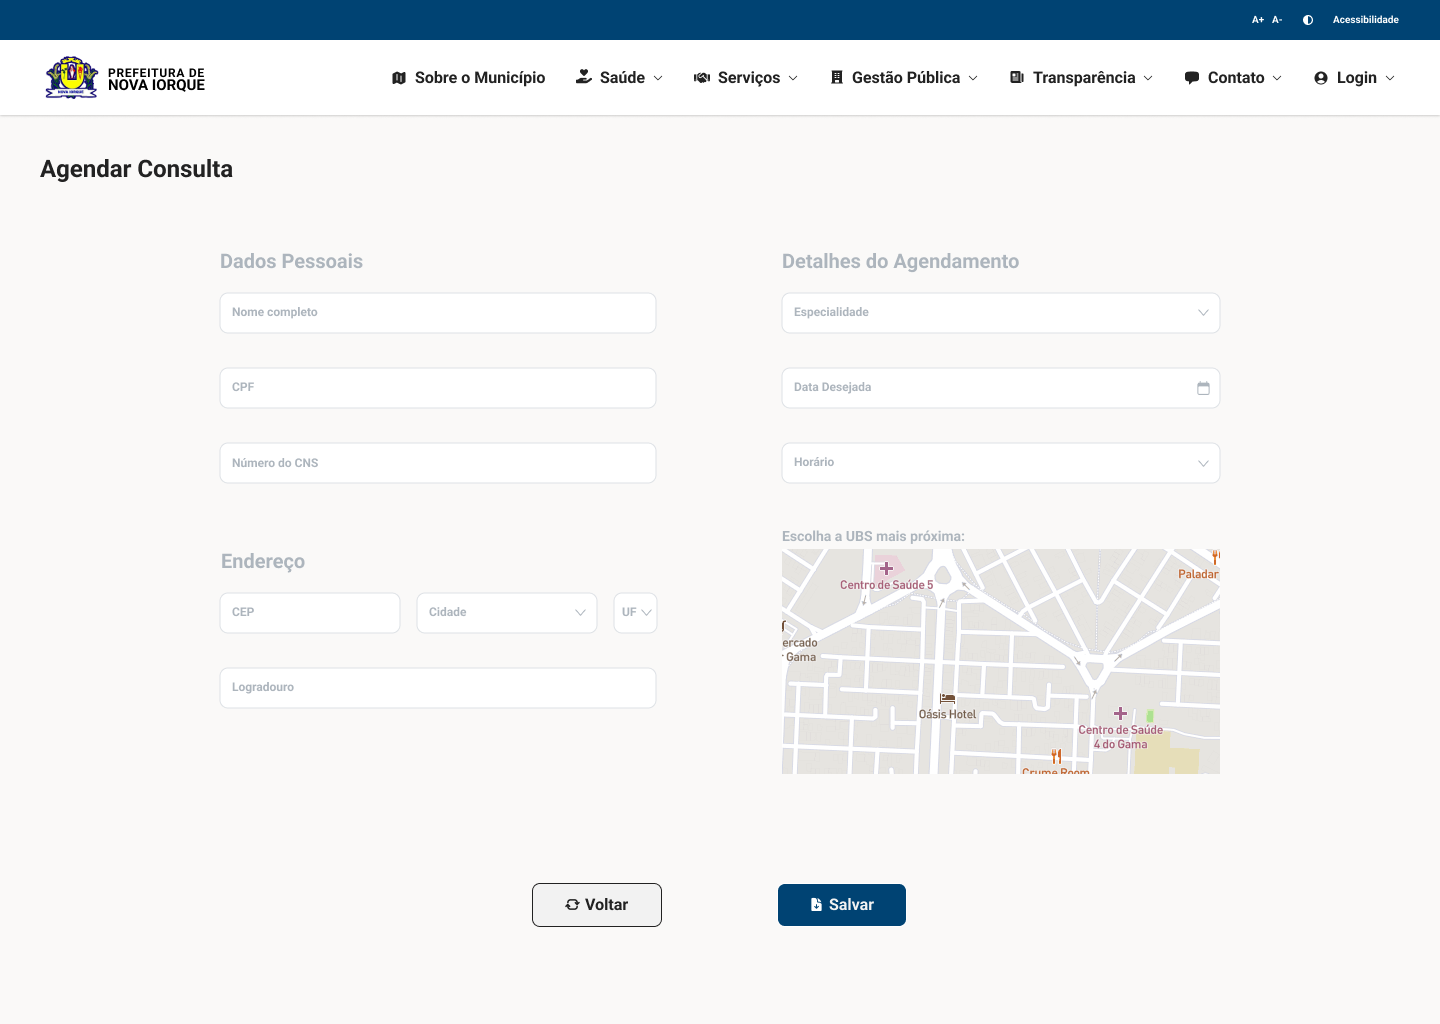 A+ A- Acessibilidade
PREFEITURA DE
NOVA IORQUE
NOVA IORQUE
Sobre o Município Saúde Serviços Gestão Pública Transparência Contato Login
Agendar Consulta
Dados Pessoais
Nome completo
CPF
Número do CNS
Endereço
CEP Cidade UF
Logradouro
Detalhes do Agendamento
Especialidade
Data Desejada
Horário
Escolha a UBS mais próxima:
Centro de Saúde 5
Paladar
ercado
Gama
Oásis Hotel
Centro de Saúde
4 do Gama
Crume Room
Voltar Salvar